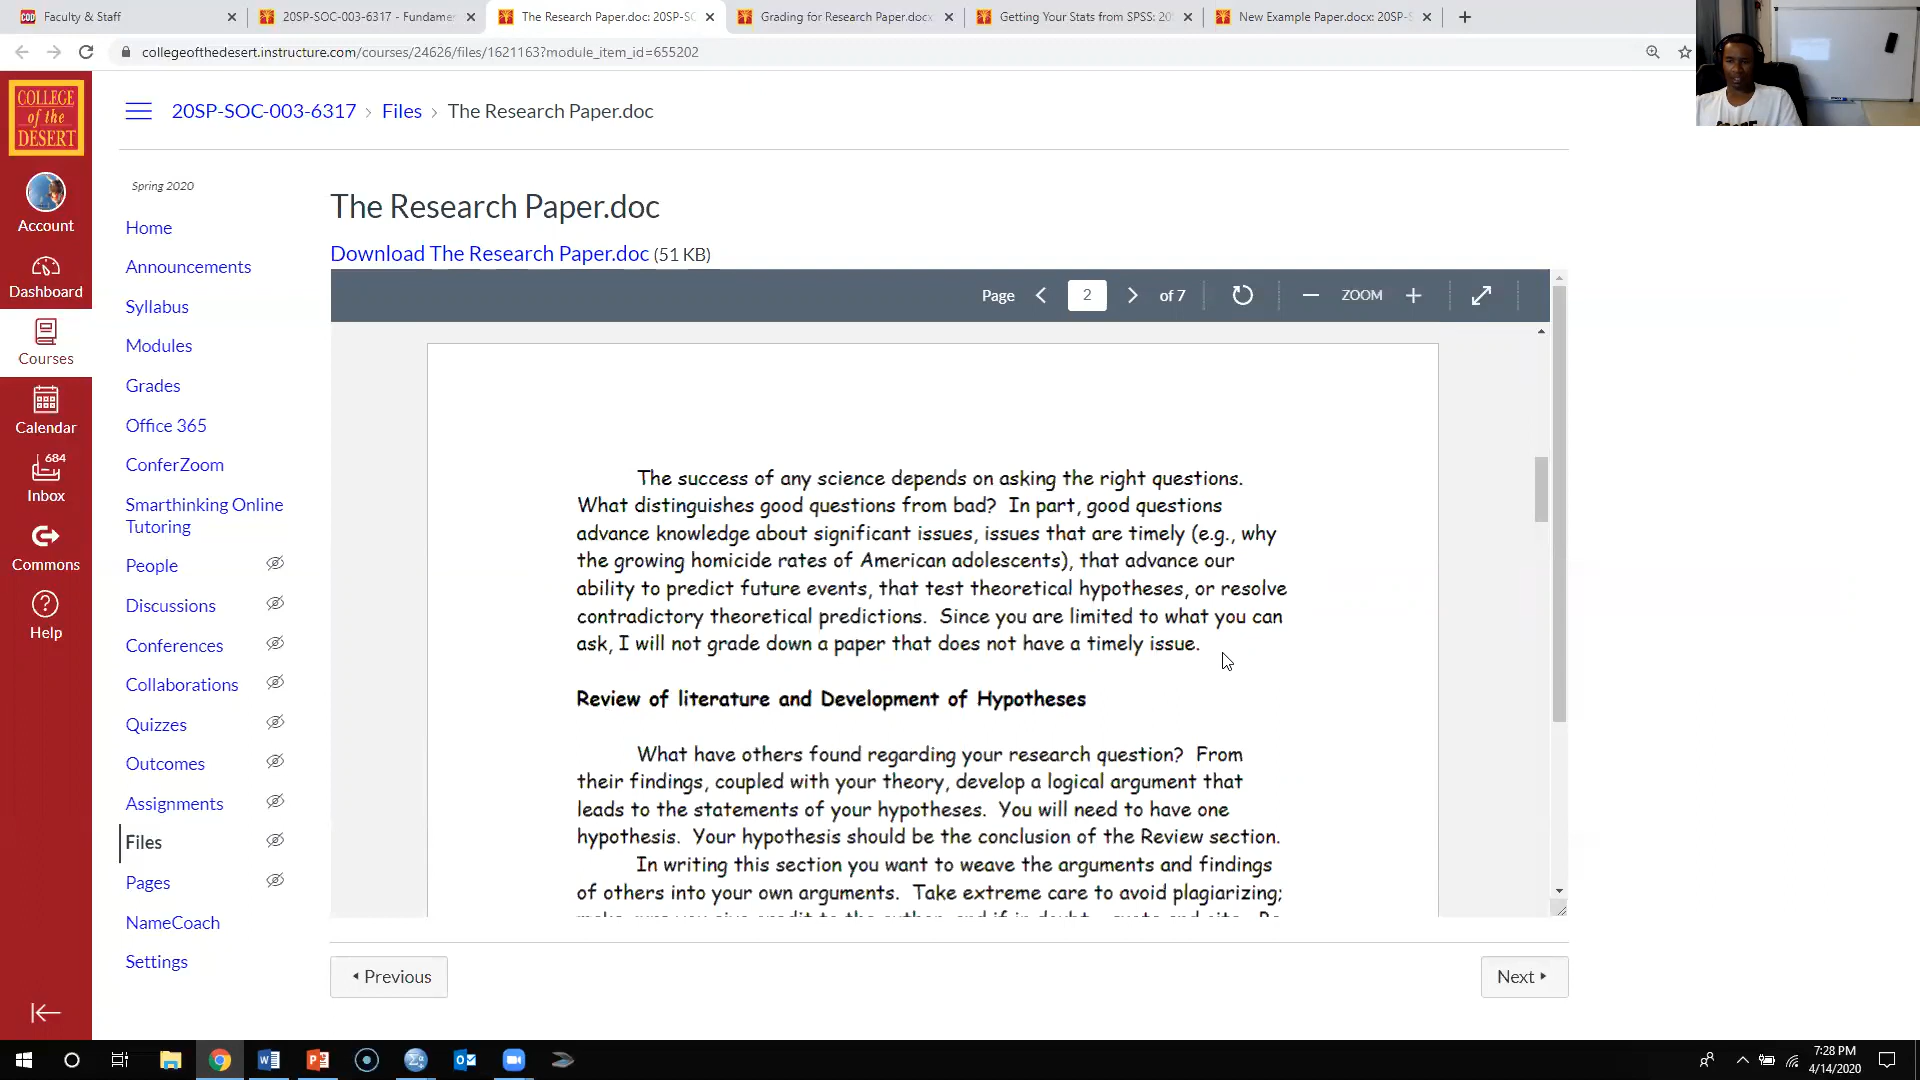 Faculty & Staff
20SP-SOC-003-6317 - Fundamen
The Research Paper.doc: 20SP-SO
Grading for Research Paper.docx
Getting Your Stats from SPSS: 20
New Example Paper.docx: 20SP-S
collegeofthedesert.instructure.com/courses/24626/files/1621163?module_item_id=655202
COLLEGE
of the
DESERT
20SP-SOC-003-6317 › Files › The Research Paper.doc
Account
Dashboard
Courses
Calendar
684
Inbox
Commons
Help
Spring 2020
Home
Announcements
Syllabus
Modules
Grades
Office 365
ConferZoom
Smarthinking Online
Tutoring
People
Discussions
Conferences
Collaborations
Quizzes
Outcomes
Assignments
Files
Pages
NameCoach
Settings
The Research Paper.doc
Download The Research Paper.doc (51 KB)
Page 2 of 7 ZOOM
The success of any science depends on asking the right questions.
What distinguishes good questions from bad? In part, good questions
advance knowledge about significant issues, issues that are timely (e.g., why
the growing homicide rates of American adolescents), that advance our
ability to predict future events, that test theoretical hypotheses, or resolve
contradictory theoretical predictions. Since you are limited to what you can
ask, I will not grade down a paper that does not have a timely issue.
Review of literature and Development of Hypotheses
What have others found regarding your research question? From
their findings, coupled with your theory, develop a logical argument that
leads to the statements of your hypotheses. You will need to have one
hypothesis. Your hypothesis should be the conclusion of the Review section.
In writing this section you want to weave the arguments and findings
of others into your own arguments. Take extreme care to avoid plagiarizing;
Previous
Next
7:28 PM
4/14/2020